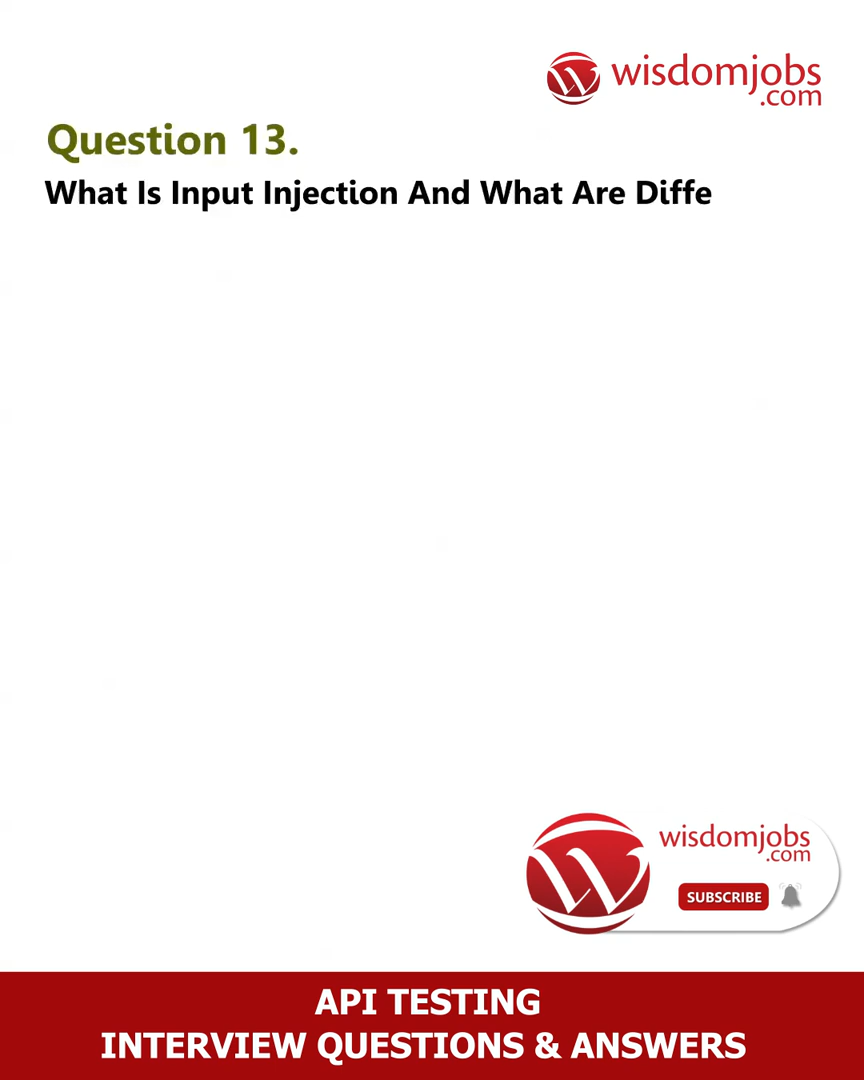 wisdomjobs
.com
Question 13.
What Is Input Injection And What Are Diffe
wisdomjobs
.com
SUBSCRIBE
API TESTING
INTERVIEW QUESTIONS & ANSWERS